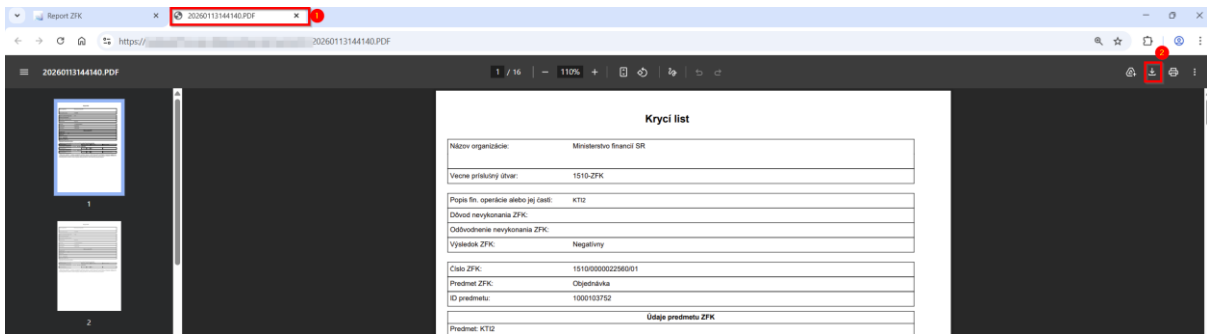 Report ZFK
20260113144140.PDF
1
https://
20260113144140.PDF
2
20260113144140.PDF
1 / 16
110%
Krycí list
Názov organizácie: Ministerstvo financií SR
Vecne príslušný útvar: 1510-ZFK
Popis fin. operácie alebo jej časti: KTI2
Dôvod nevykonania ZFK:
Odôvodnenie nevykonania ZFK:
Výsledok ZFK: Negatívny
Číslo ZFK: 1510/0000022560/01
Predmet ZFK: Objednávka
ID predmetu: 1000103752
Údaje predmetu ZFK
Predmet: KTI2
1
2